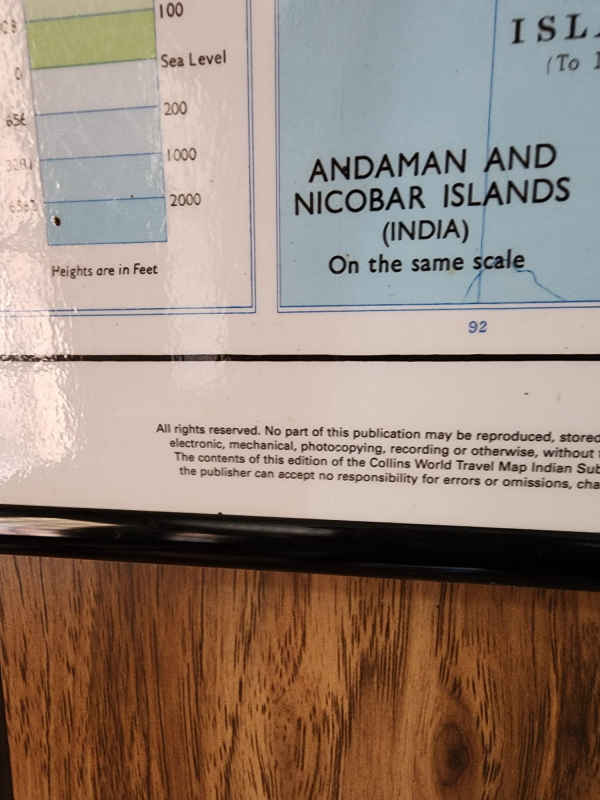 100
Sea Level
0
200
656
1000
2000
Heights are in Feet
ISL
(To
ANDAMAN AND
NICOBAR ISLANDS
(INDIA)
On the same scale
92
All rights reserved. No part of this publication may be reproduced, stored
electronic, mechanical, photocopying, recording or otherwise, without
The contents of this edition of the Collins World Travel Map Indian Sub
the publisher can accept no responsibility for errors or omissions, cha